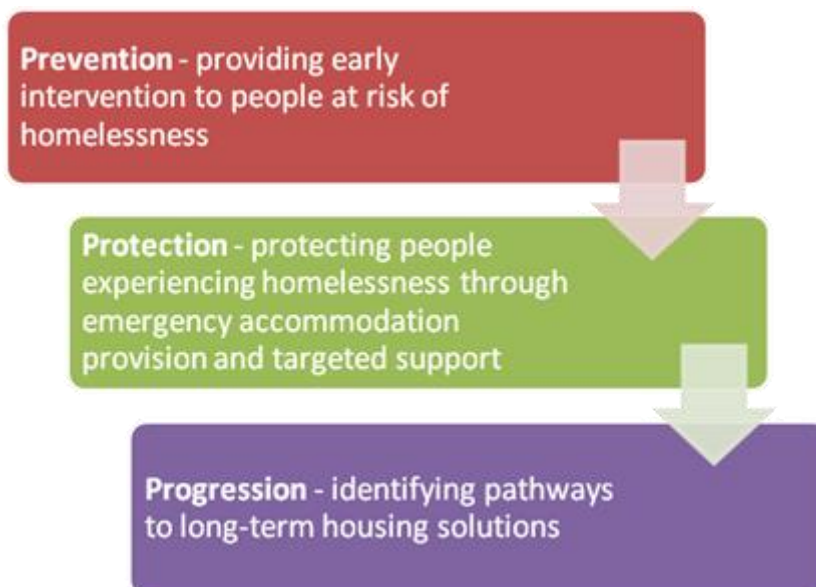 Prevention - providing early
intervention to people at risk of
homelessness
Protection - protecting people
experiencing homelessness through
emergency accommodation
provision and targeted support
Progression - identifying pathways
to long-term housing solutions